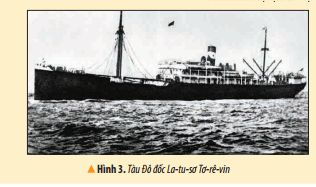 ▲ Hình 3. Tàu Đô đốc La-tu-sơ Tơ-rê-vin